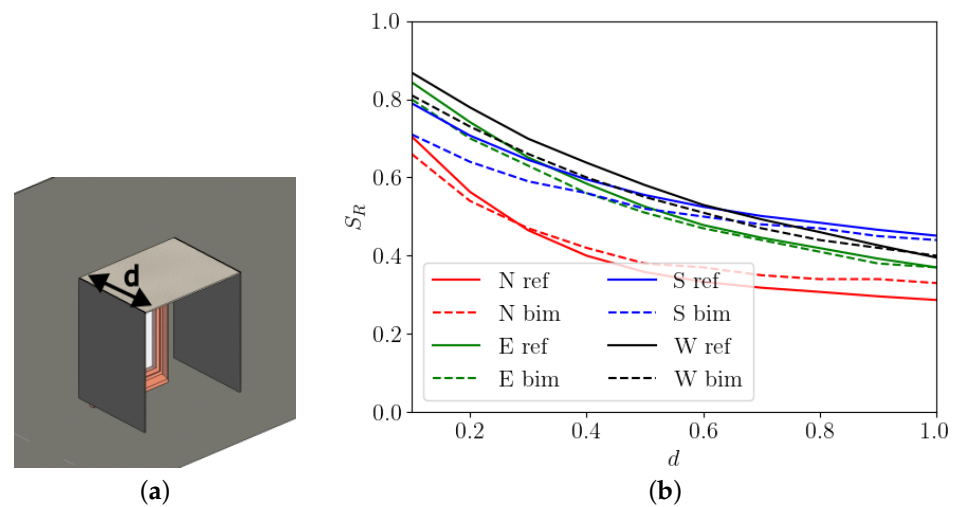 d
(a)
1.0
0.8
0.6
0.4
0.2
0.0
S_R
N ref
N bim
E ref
E bim
S ref
S bim
W ref
W bim
0.2 0.4 0.6 0.8 1.0
d
(b)